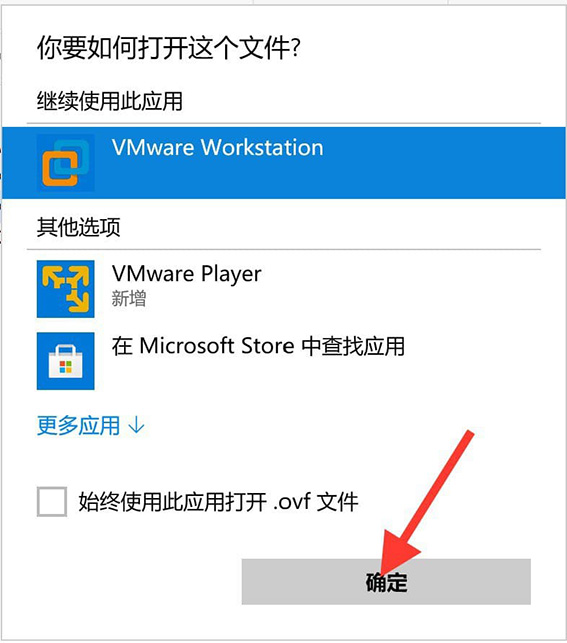 你要如何打开这个文件?
继续使用此应用
VMware Workstation
其他选项
VMware Player
新增
在 Microsoft Store 中查找应用
更多应用 ↓
始终使用此应用打开 .ovf 文件
确定